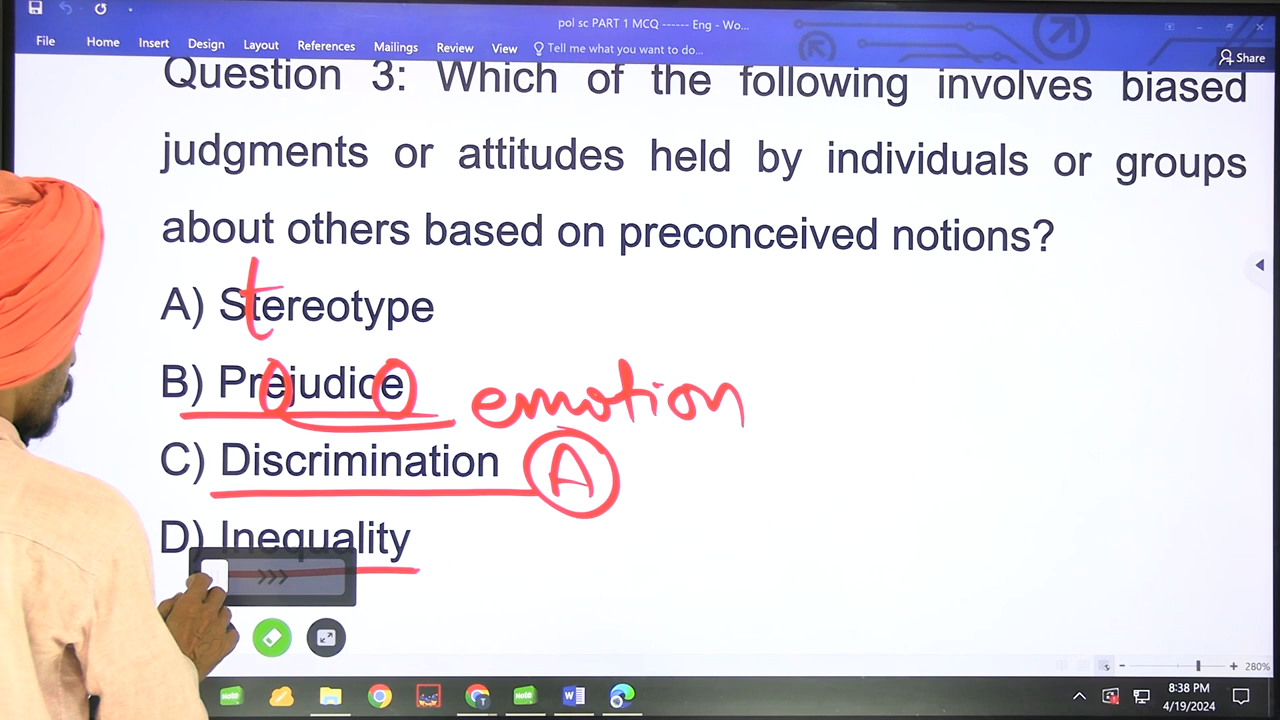 pol sc PART 1 MCQ ------ Eng - Wo...
File Home Insert Design Layout References Mailings Review View Tell me what you want to do...
Share
Question 3: Which of the following involves biased
judgments or attitudes held by individuals or groups
about others based on preconceived notions?
A) Stereotype
t
B) Prejudice
emotion
C) Discrimination
A
D) Inequality
280%
Note
Note
T
8:38 PM
4/19/2024